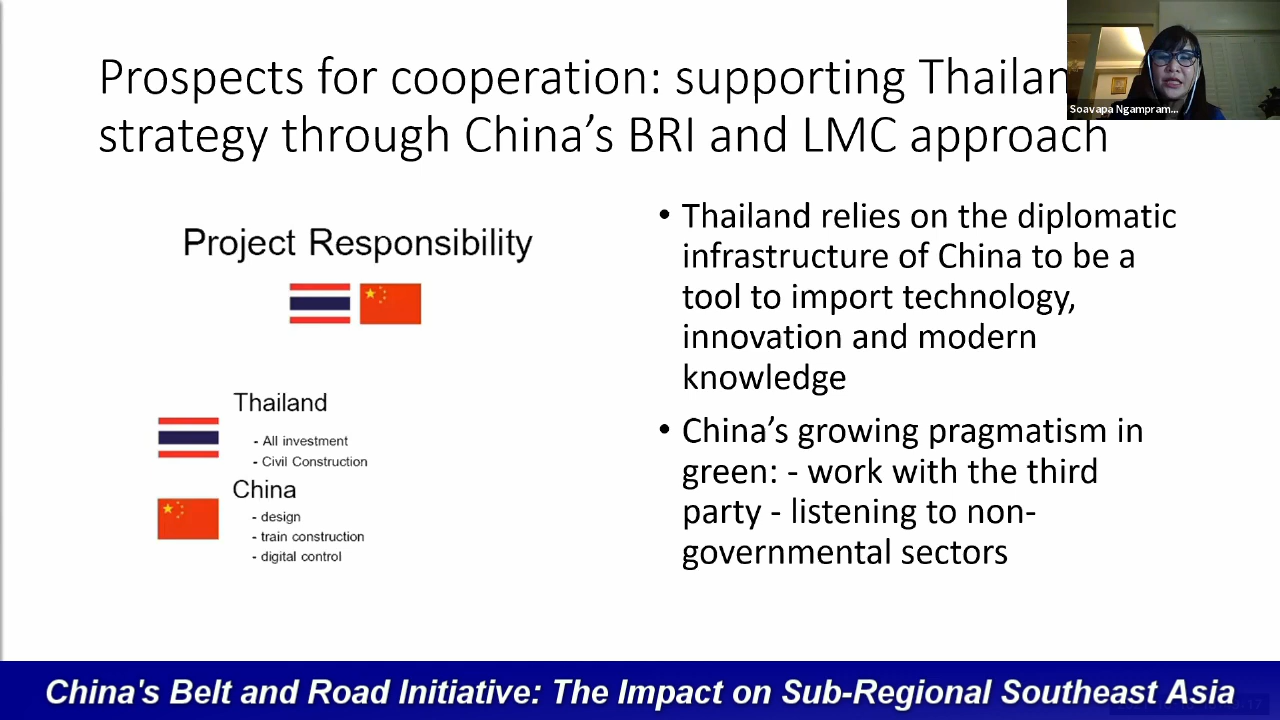 Prospects for cooperation: supporting Thailan
strategy through China's BRI and LMC approach
Soavapa Ngampram...
Project Responsibility
Thailand
- All investment
- Civil Construction
China
- design
- train construction
- digital control
• Thailand relies on the diplomatic
infrastructure of China to be a
tool to import technology,
innovation and modern
knowledge
• China's growing pragmatism in
green: - work with the third
party - listening to non-
governmental sectors
China's Belt and Road Initiative: The Impact on Sub-Regional Southeast Asia